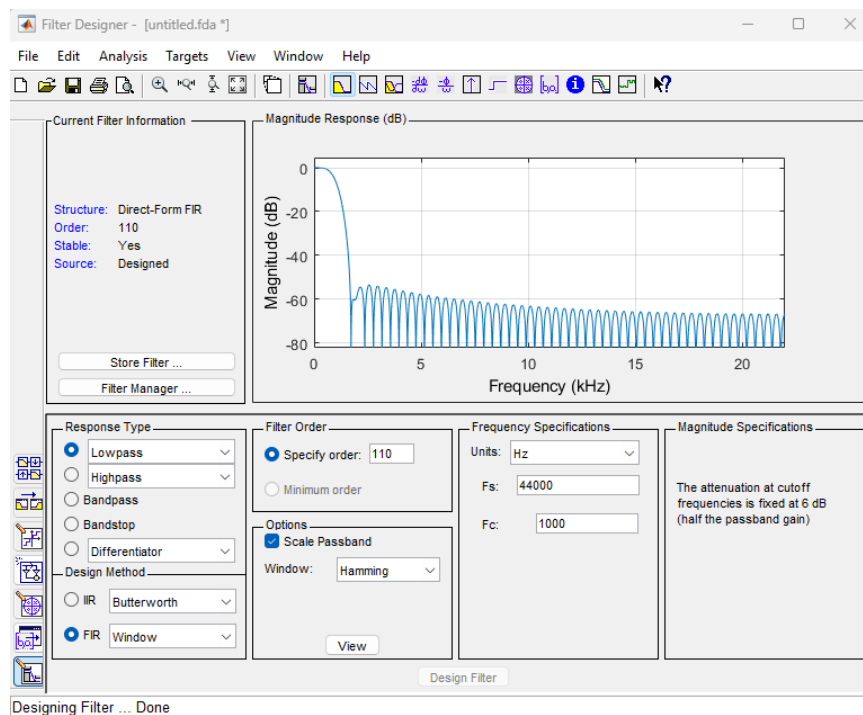 Filter Designer - [untitled.fda *]
File Edit Analysis Targets View Window Help
Current Filter Information
Structure: Direct-Form FIR
Order: 110
Stable: Yes
Source: Designed
Store Filter ...
Filter Manager ...
Magnitude Response (dB)
Magnitude (dB)
0
-20
-40
-60
-80
0 5 10 15 20
Frequency (kHz)
Response Type
Lowpass
Highpass
Bandpass
Bandstop
Differentiator
Design Method
IIR Butterworth
FIR Window
Filter Order
Specify order: 110
Minimum order
Options
Scale Passband
Window: Hamming
View
Frequency Specifications
Units: Hz
Fs: 44000
Fc: 1000
Magnitude Specifications
The attenuation at cutoff
frequencies is fixed at 6 dB
(half the passband gain)
Design Filter
Designing Filter ... Done